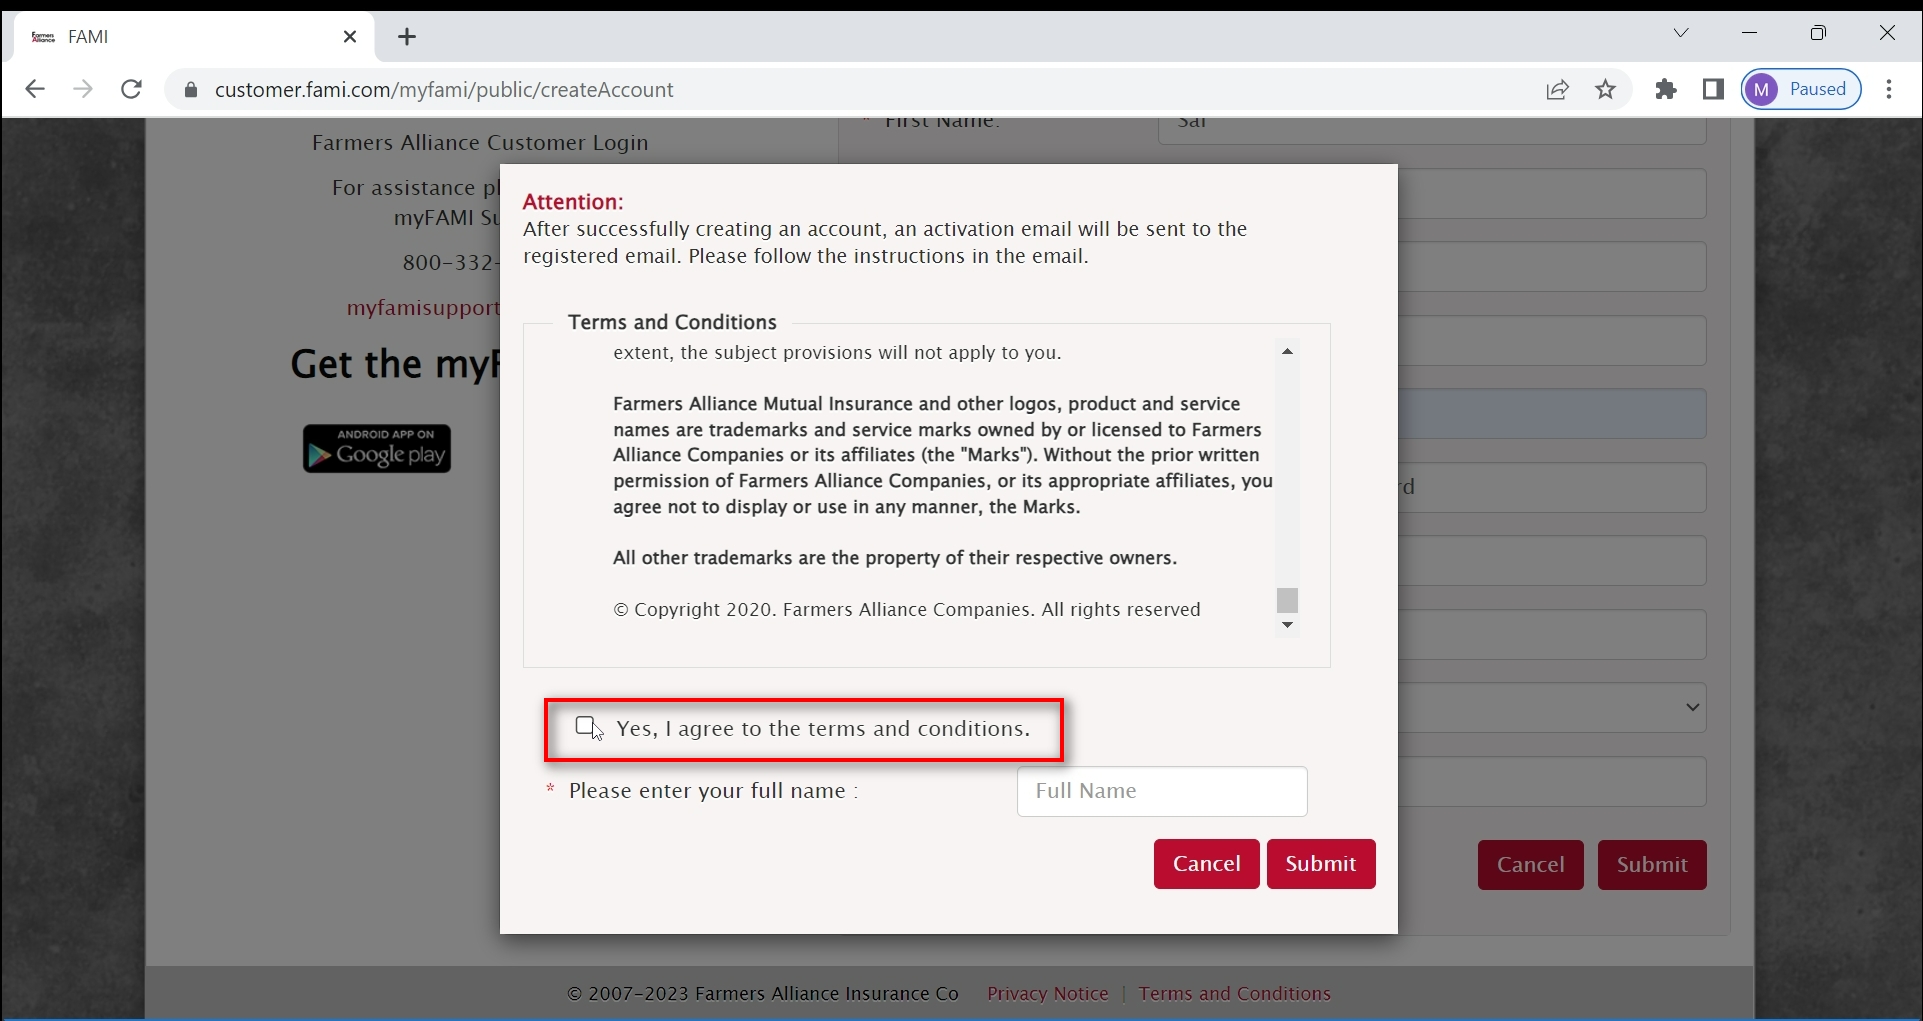 Farmers Alliance FAMI
customer.fami.com/myfami/public/createAccount
M Paused
Farmers Alliance Customer Login
First Name:
For assistance
myFAMI
800-332-
myfamisupport
Get the
ANDROID APP ON
Google play
Attention:
After successfully creating an account, an activation email will be sent to the
registered email. Please follow the instructions in the email.
Terms and Conditions
extent, the subject provisions will not apply to you.
Farmers Alliance Mutual Insurance and other logos, product and service
names are trademarks and service marks owned by or licensed to Farmers
Alliance Companies or its affiliates (the "Marks"). Without the prior written
permission of Farmers Alliance Companies, or its appropriate affiliates, you
agree not to display or use in any manner, the Marks.
All other trademarks are the property of their respective owners.
© Copyright 2020. Farmers Alliance Companies. All rights reserved
Yes, I agree to the terms and conditions.
* Please enter your full name :
Full Name
Cancel Submit
Cancel Submit
© 2007-2023 Farmers Alliance Insurance Co Privacy Notice | Terms and Conditions